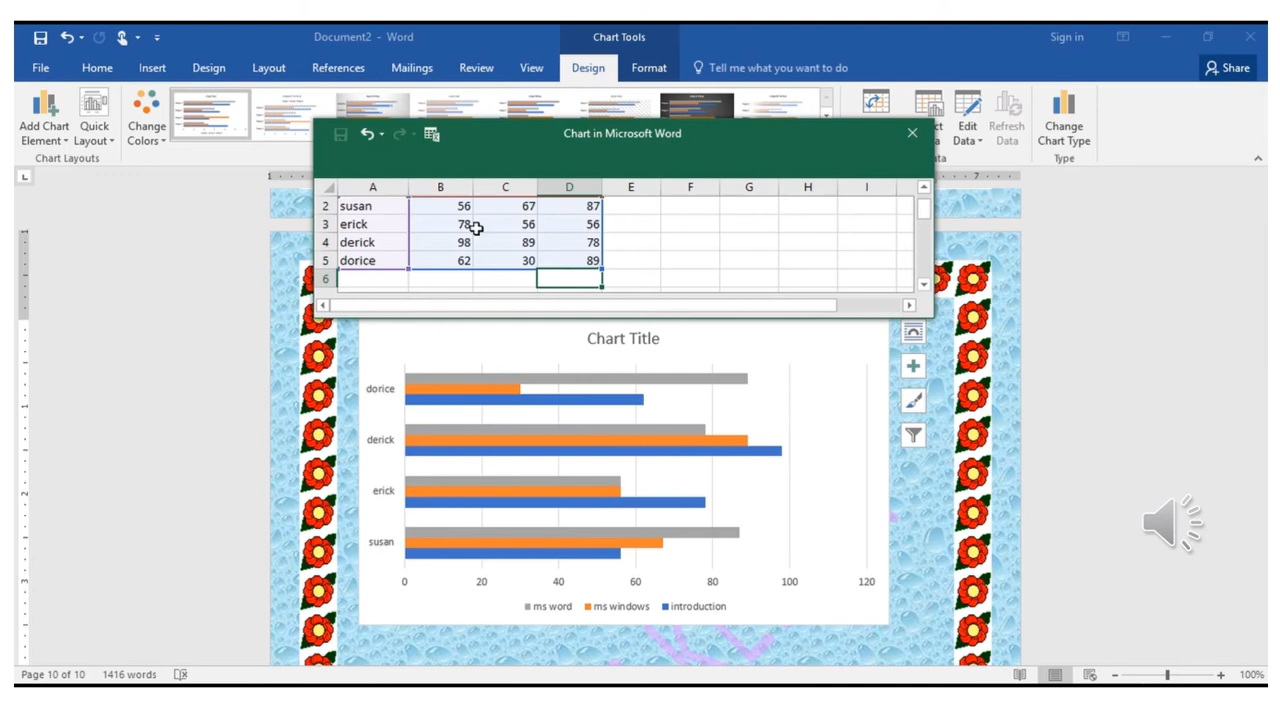 Document2 - Word
Chart Tools
Sign in
File Home Insert Design Layout References Mailings Review View Design Format Tell me what you want to do Share
Add Chart Element
Quick Layout
Change Colors
Edit Data
Refresh Data
Change Chart Type
Chart Layouts
Type
Chart in Microsoft Word
A B C D E F G H I
2 susan 56 67 87
3 erick 78 56 56
4 derick 98 89 78
5 dorice 62 30 89
6
Chart Title
dorice
derick
erick
susan
0 20 40 60 80 100 120
ms word ms windows introduction
Page 10 of 10 1416 words 100%